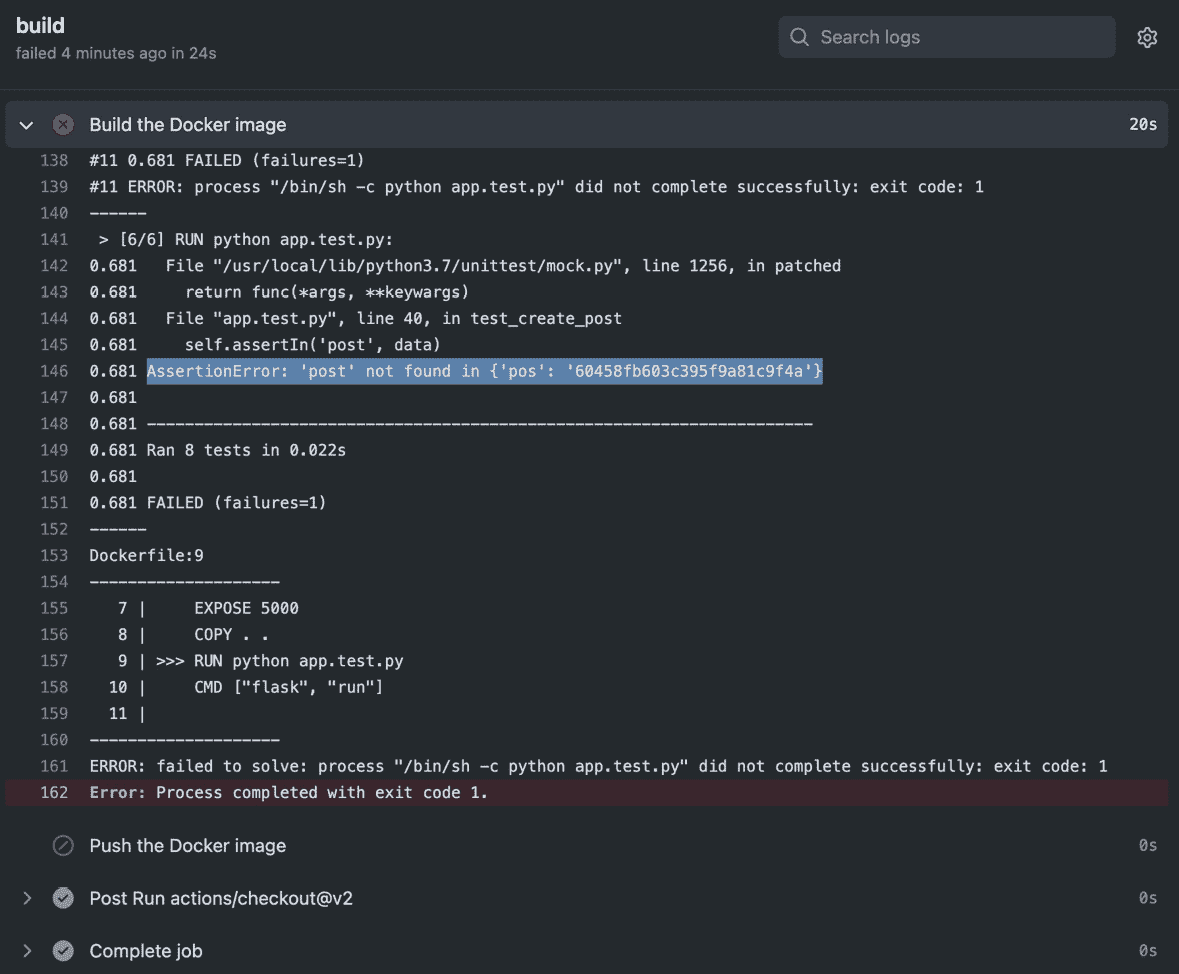 build
failed 4 minutes ago in 24s
Search logs
Build the Docker image 20s
138 #11 0.681 FAILED (failures=1)
139 #11 ERROR: process "/bin/sh -c python app.test.py" did not complete successfully: exit code: 1
140 ------
141 > [6/6] RUN python app.test.py:
142 0.681   File "/usr/local/lib/python3.7/unittest/mock.py", line 1256, in patched
143 0.681     return func(*args, **keywargs)
144 0.681   File "app.test.py", line 40, in test_create_post
145 0.681     self.assertIn('post', data)
146 0.681 AssertionError: 'post' not found in {'pos': '60458fb603c395f9a81c9f4a'}
147 0.681
148 0.681 ----------------------------------------------------------------------
149 0.681 Ran 8 tests in 0.022s
150 0.681
151 0.681 FAILED (failures=1)
152 ------
153 Dockerfile:9
154 --------------------
155    7 |     EXPOSE 5000
156    8 |     COPY . .
157    9 | >>> RUN python app.test.py
158   10 |     CMD ["flask", "run"]
159   11 |
160 --------------------
161 ERROR: failed to solve: process "/bin/sh -c python app.test.py" did not complete successfully: exit code: 1
162 Error: Process completed with exit code 1.
Push the Docker image 0s
Post Run actions/checkout@v2 0s
Complete job 0s